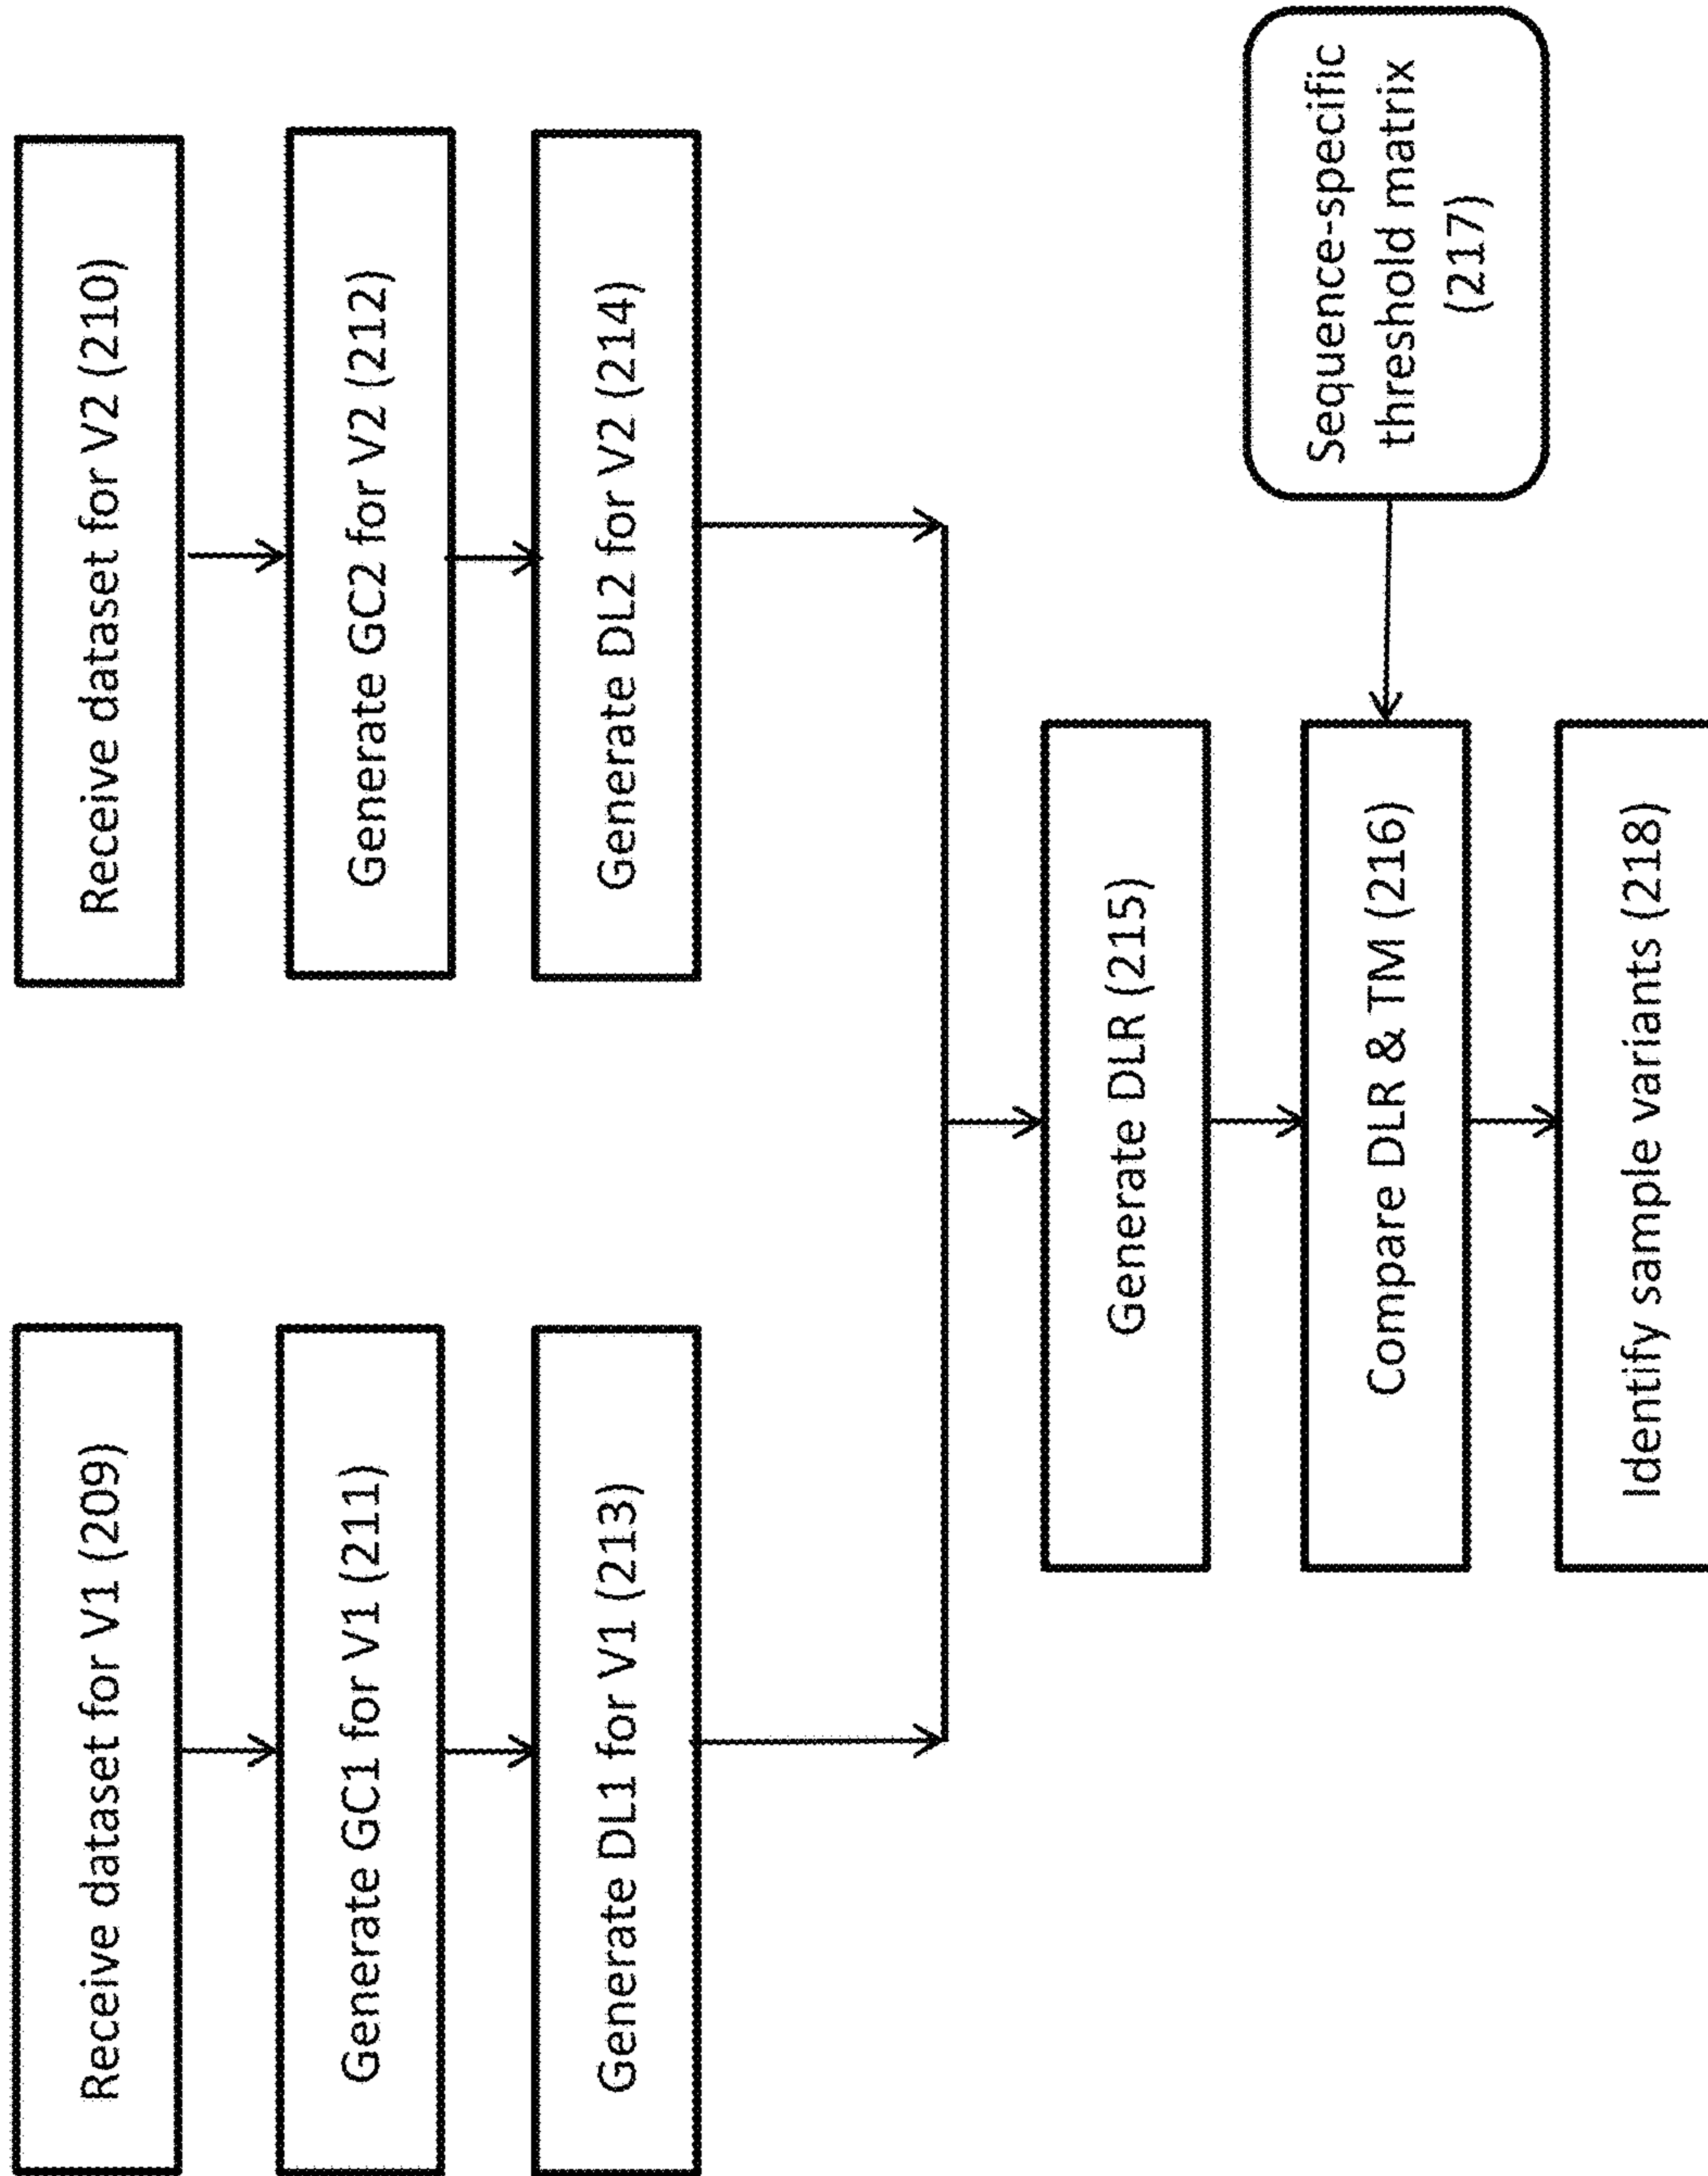 Receive dataset for V1 (209)
Receive dataset for V2 (210)
Generate GC1 for V1 (211)
Generate GC2 for V2 (212)
Generate DL1 for V1 (213)
Generate DL2 for V2 (214)
Generate DLR (215)
Compare DLR & TM (216)
Sequence-specific
threshold matrix
(217)
Identify sample variants (218)